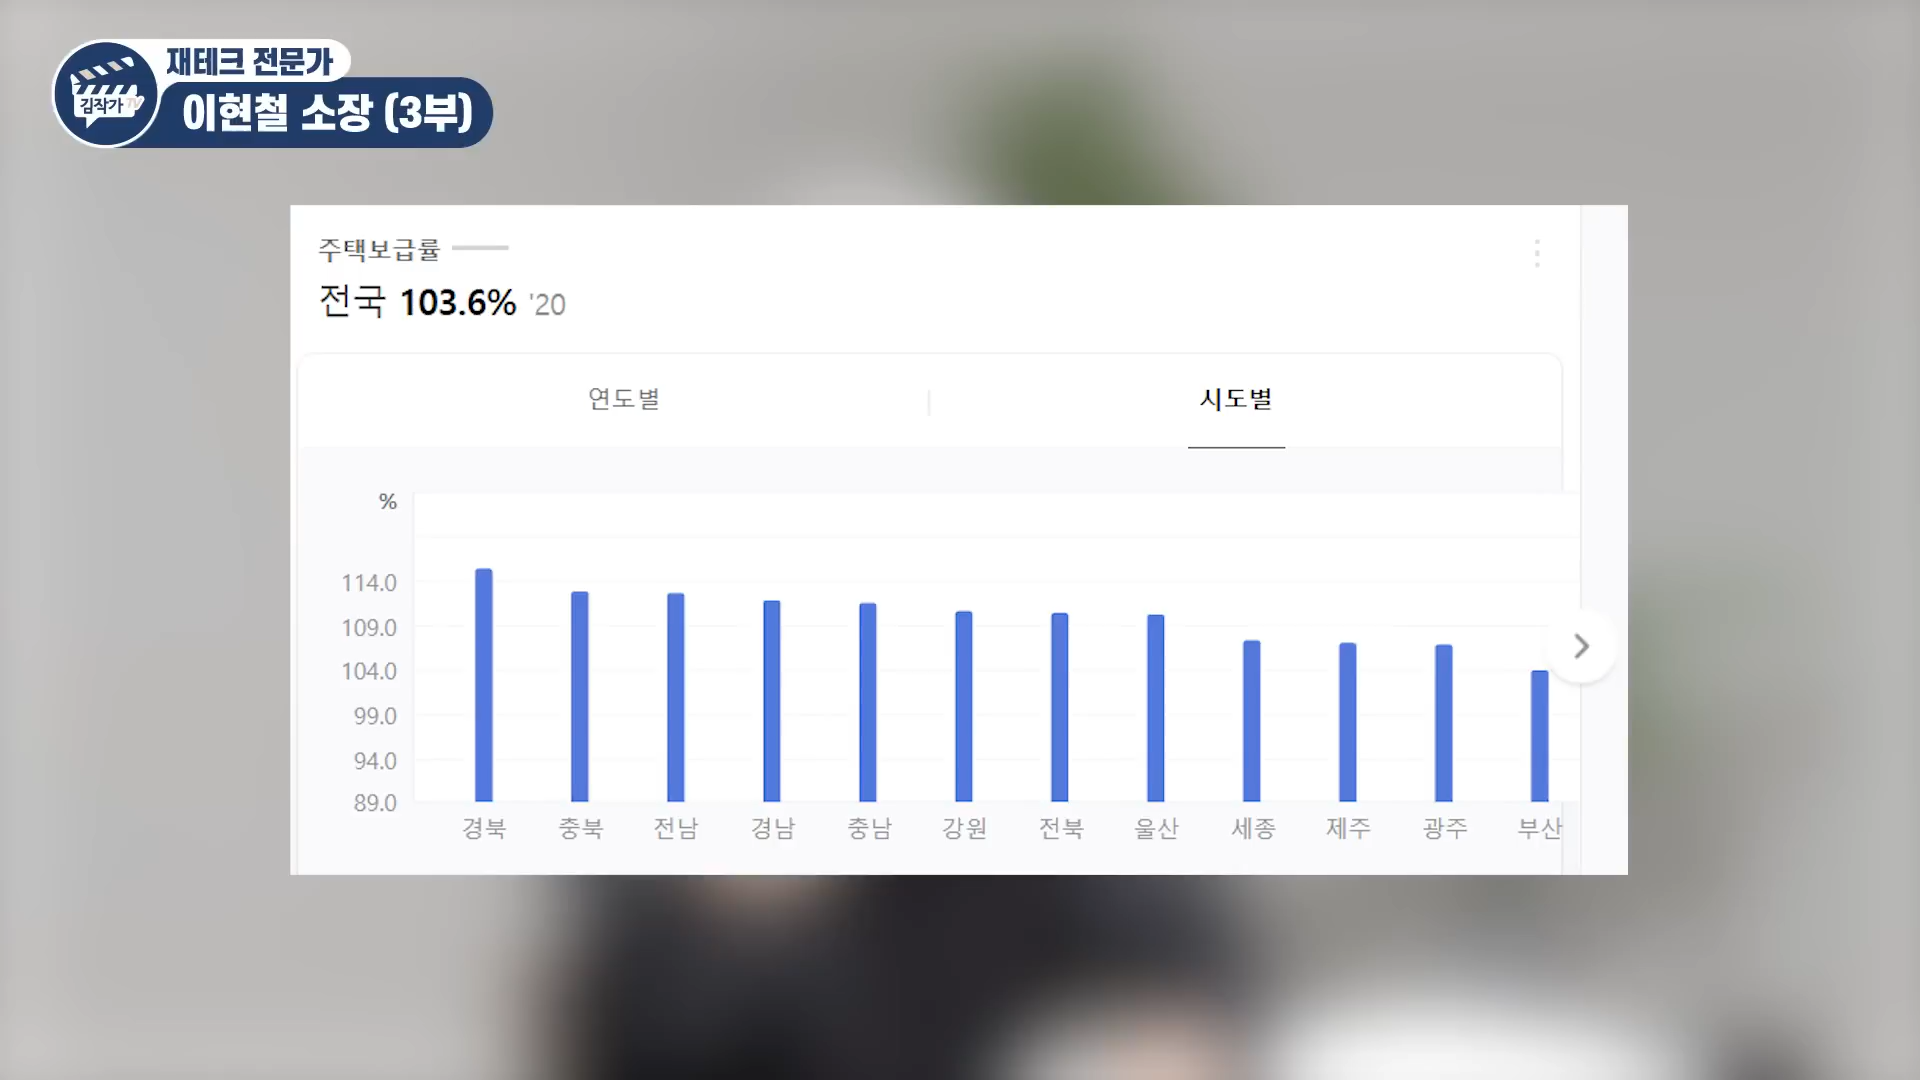 재테크 전문가
김작가TV
이현철 소장 (3부)
주택보급률
전국 103.6% '20
연도별
시도별
%
114.0
109.0
104.0
99.0
94.0
89.0
경북 충북 전남 경남 충남 강원 전북 울산 세종 제주 광주 부산